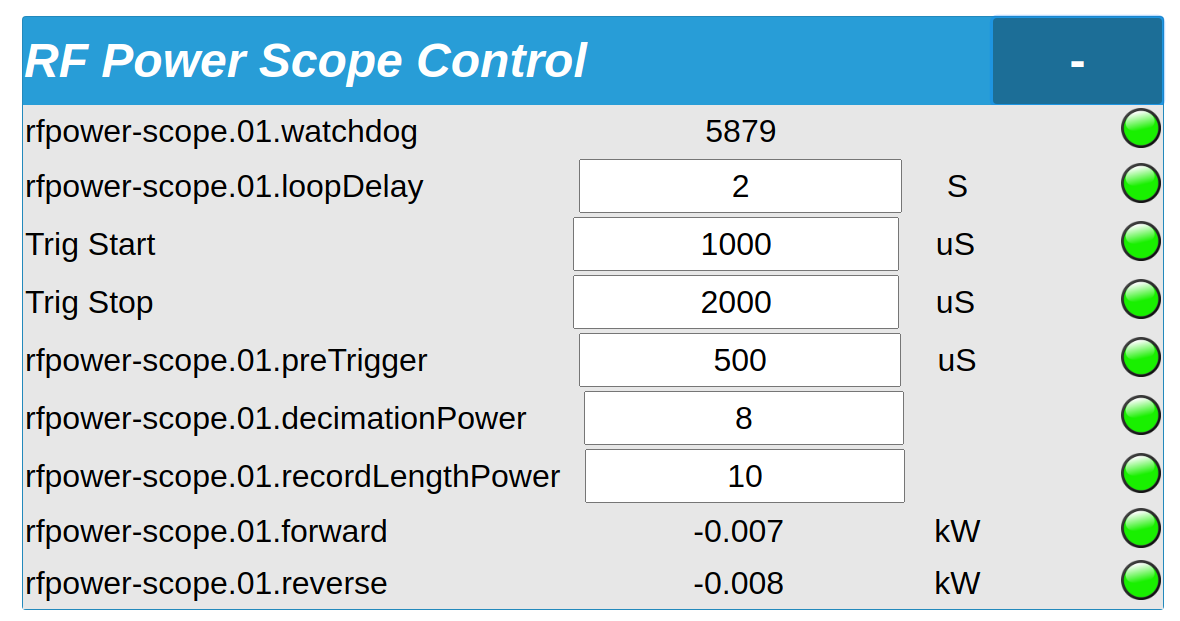 RF Power Scope Control -
rfpower-scope.01.watchdog 5879
rfpower-scope.01.loopDelay 2 S
Trig Start 1000 uS
Trig Stop 2000 uS
rfpower-scope.01.preTrigger 500 uS
rfpower-scope.01.decimationPower 8
rfpower-scope.01.recordLengthPower 10
rfpower-scope.01.forward -0.007 kW
rfpower-scope.01.reverse -0.008 kW